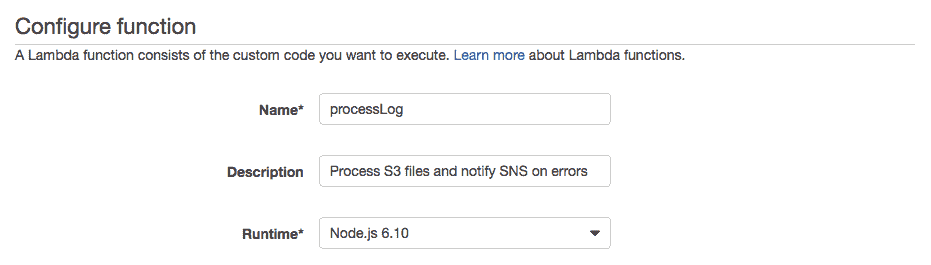 Configure function
A Lambda function consists of the custom code you want to execute. Learn more about Lambda functions.
Name* processLog
Description Process S3 files and notify SNS on errors
Runtime* Node.js 6.10